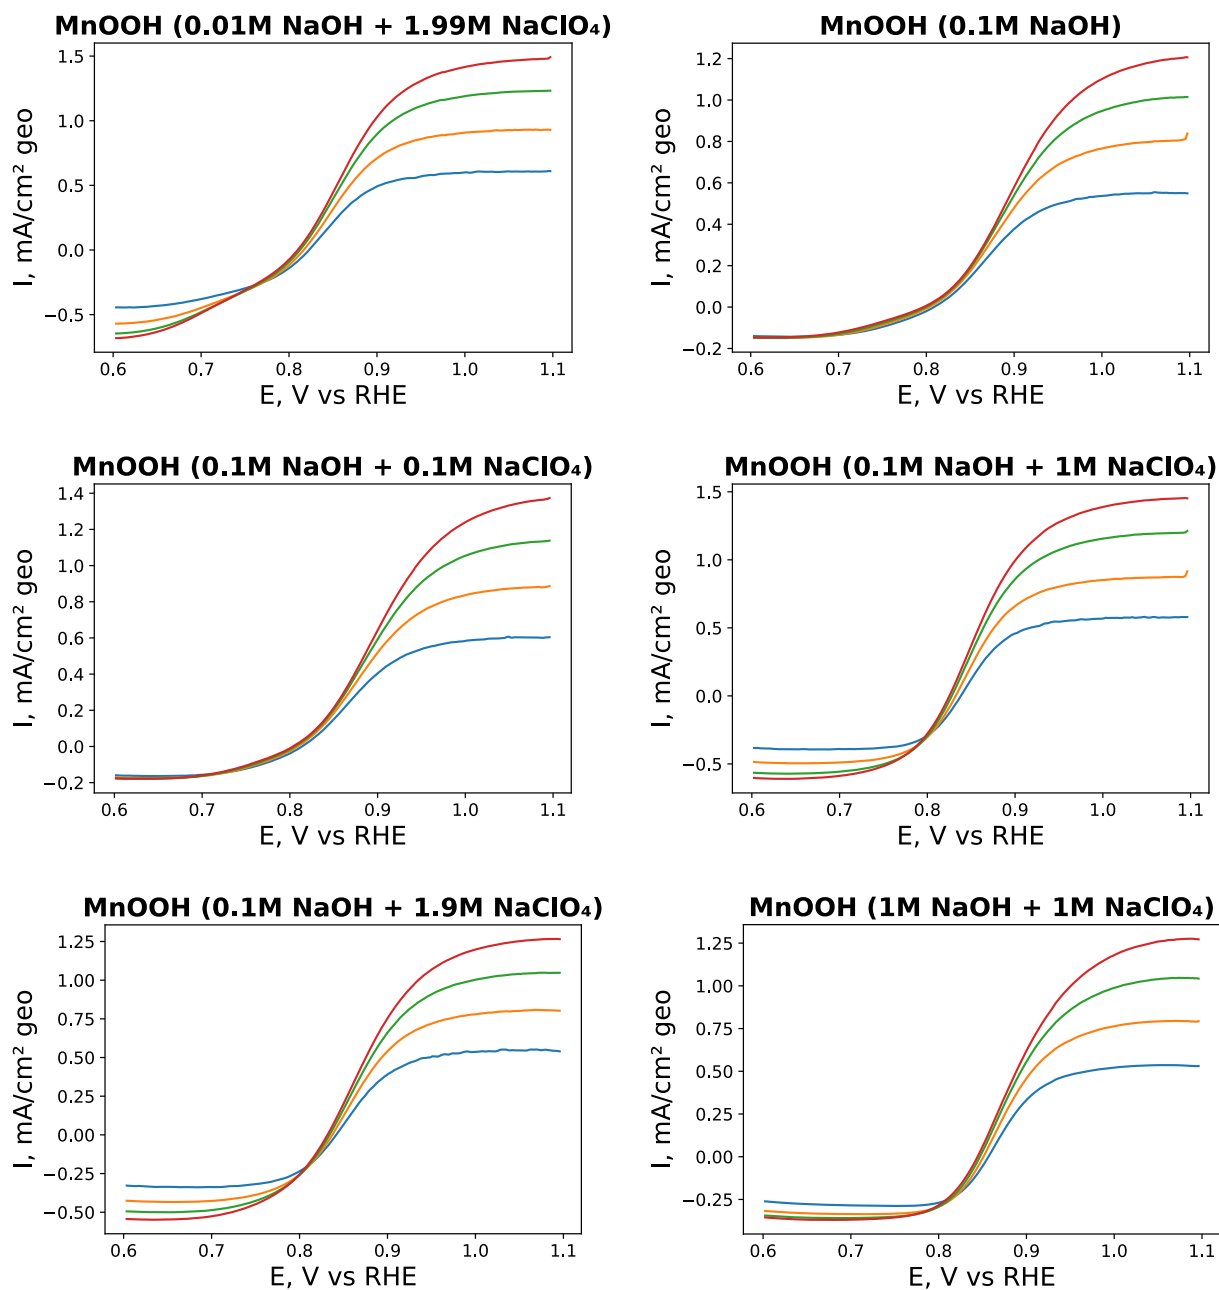 MnOOH (0.01M NaOH + 1.99M NaClO₄)
1.5
1.0
0.5
0.0
−0.5
I, mA/cm² geo
0.6 0.7 0.8 0.9 1.0 1.1
E, V vs RHE
MnOOH (0.1M NaOH)
1.2
1.0
0.8
0.6
0.4
0.2
0.0
−0.2
I, mA/cm² geo
0.6 0.7 0.8 0.9 1.0 1.1
E, V vs RHE
MnOOH (0.1M NaOH + 0.1M NaClO₄)
1.4
1.2
1.0
0.8
0.6
0.4
0.2
0.0
−0.2
I, mA/cm² geo
0.6 0.7 0.8 0.9 1.0 1.1
E, V vs RHE
MnOOH (0.1M NaOH + 1M NaClO₄)
1.5
1.0
0.5
0.0
−0.5
I, mA/cm² geo
0.6 0.7 0.8 0.9 1.0 1.1
E, V vs RHE
MnOOH (0.1M NaOH + 1.9M NaClO₄)
1.25
1.00
0.75
0.50
0.25
0.00
−0.25
−0.50
I, mA/cm² geo
0.6 0.7 0.8 0.9 1.0 1.1
E, V vs RHE
MnOOH (1M NaOH + 1M NaClO₄)
1.25
1.00
0.75
0.50
0.25
0.00
−0.25
I, mA/cm² geo
0.6 0.7 0.8 0.9 1.0 1.1
E, V vs RHE